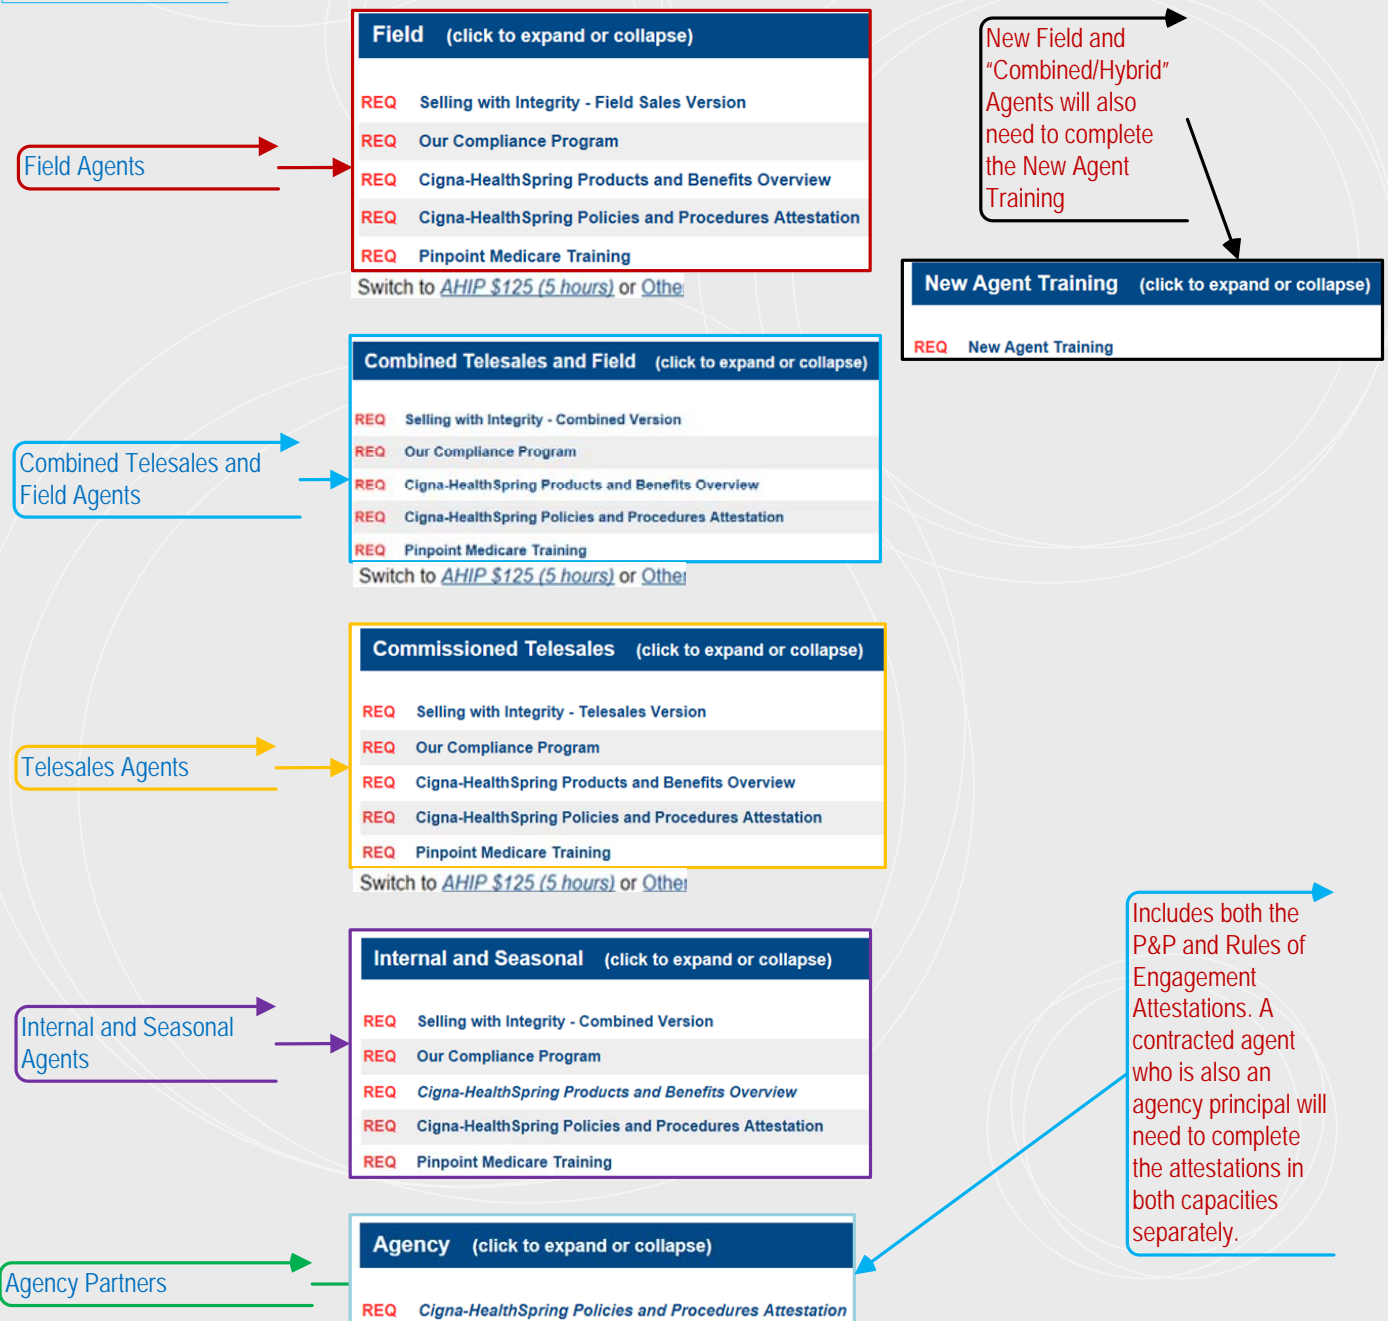 Field (click to expand or collapse)
REQ Selling with Integrity - Field Sales Version
REQ Our Compliance Program
REQ Cigna-HealthSpring Products and Benefits Overview
REQ Cigna-HealthSpring Policies and Procedures Attestation
REQ Pinpoint Medicare Training
Switch to AHIP $125 (5 hours) or Othe
Field Agents
New Field and
“Combined/Hybrid”
Agents will also
need to complete
the New Agent
Training
New Agent Training (click to expand or collapse)
REQ New Agent Training
Combined Telesales and Field (click to expand or collapse)
REQ Selling with Integrity - Combined Version
REQ Our Compliance Program
REQ Cigna-HealthSpring Products and Benefits Overview
REQ Cigna-HealthSpring Policies and Procedures Attestation
REQ Pinpoint Medicare Training
Switch to AHIP $125 (5 hours) or Other
Combined Telesales and
Field Agents
Commissioned Telesales (click to expand or collapse)
REQ Selling with Integrity - Telesales Version
REQ Our Compliance Program
REQ Cigna-HealthSpring Products and Benefits Overview
REQ Cigna-HealthSpring Policies and Procedures Attestation
REQ Pinpoint Medicare Training
Switch to AHIP $125 (5 hours) or Other
Telesales Agents
Internal and Seasonal (click to expand or collapse)
REQ Selling with Integrity - Combined Version
REQ Our Compliance Program
REQ Cigna-HealthSpring Products and Benefits Overview
REQ Cigna-HealthSpring Policies and Procedures Attestation
REQ Pinpoint Medicare Training
Internal and Seasonal
Agents
Includes both the
P&P and Rules of
Engagement
Attestations. A
contracted agent
who is also an
agency principal will
need to complete
the attestations in
both capacities
separately.
Agency (click to expand or collapse)
REQ Cigna-HealthSpring Policies and Procedures Attestation
Agency Partners